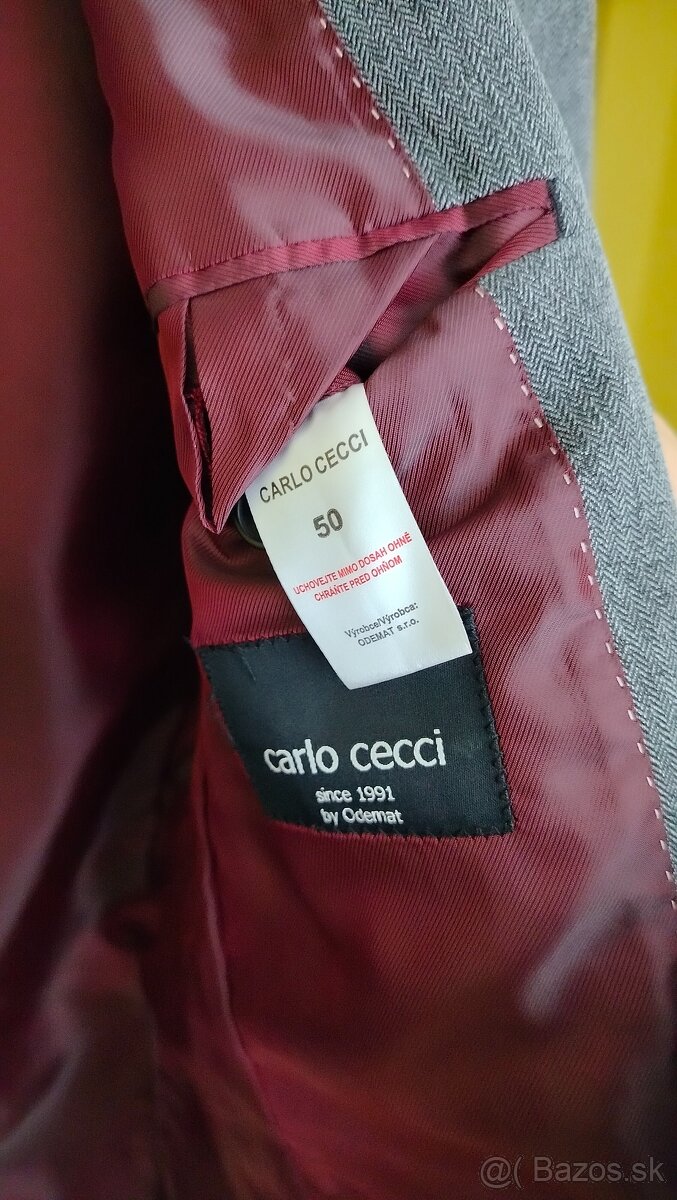 CARLO CECCI
50
UCHOVEJTE MIMO DOSAH OHNĚ
CHRAŇTE PRED OHŇOM
Výrobce/Výrobca:
ODEMAT s.r.o.
carlo cecci
since 1991
by Odemat
@( Bazos.sk